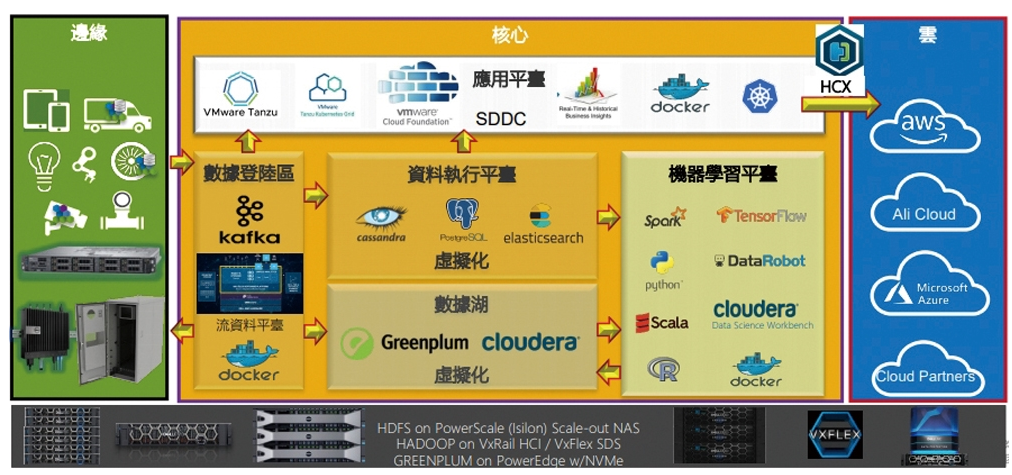 邊緣
核心
雲
VMware Tanzu
VMware
Tanzu Kubernetes Grid
vmware
Cloud Foundation™
應用平臺
SDDC
Real-Time & Historical
Business Insights
docker
HCX
數據登陸區
kafka
流資料平臺
docker
資料執行平臺
cassandra
PostgreSQL
elasticsearch
虛擬化
數據湖
Greenplum
cloudera
虛擬化
機器學習平臺
Spark
TensorFlow
python
DataRobot
Scala
cloudera
Data Science Workbench
R
docker
aws
Ali Cloud
Microsoft
Azure
Cloud Partners
HDFS on PowerScale (Isilon) Scale-out NAS
HADOOP on VxRail HCI / VxFlex SDS
GREENPLUM on PowerEdge w/NVMe
VXFLEX